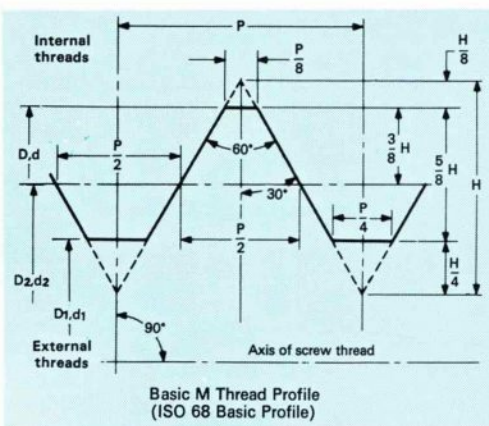 P
Internal
threads
P/8
H/8
D,d
P/2
60°
3/8 H
5/8 H
H
30°
P/4
P/2
H/4
D2,d2
D1,d1
90°
External
threads
Axis of screw thread
Basic M Thread Profile
(ISO 68 Basic Profile)